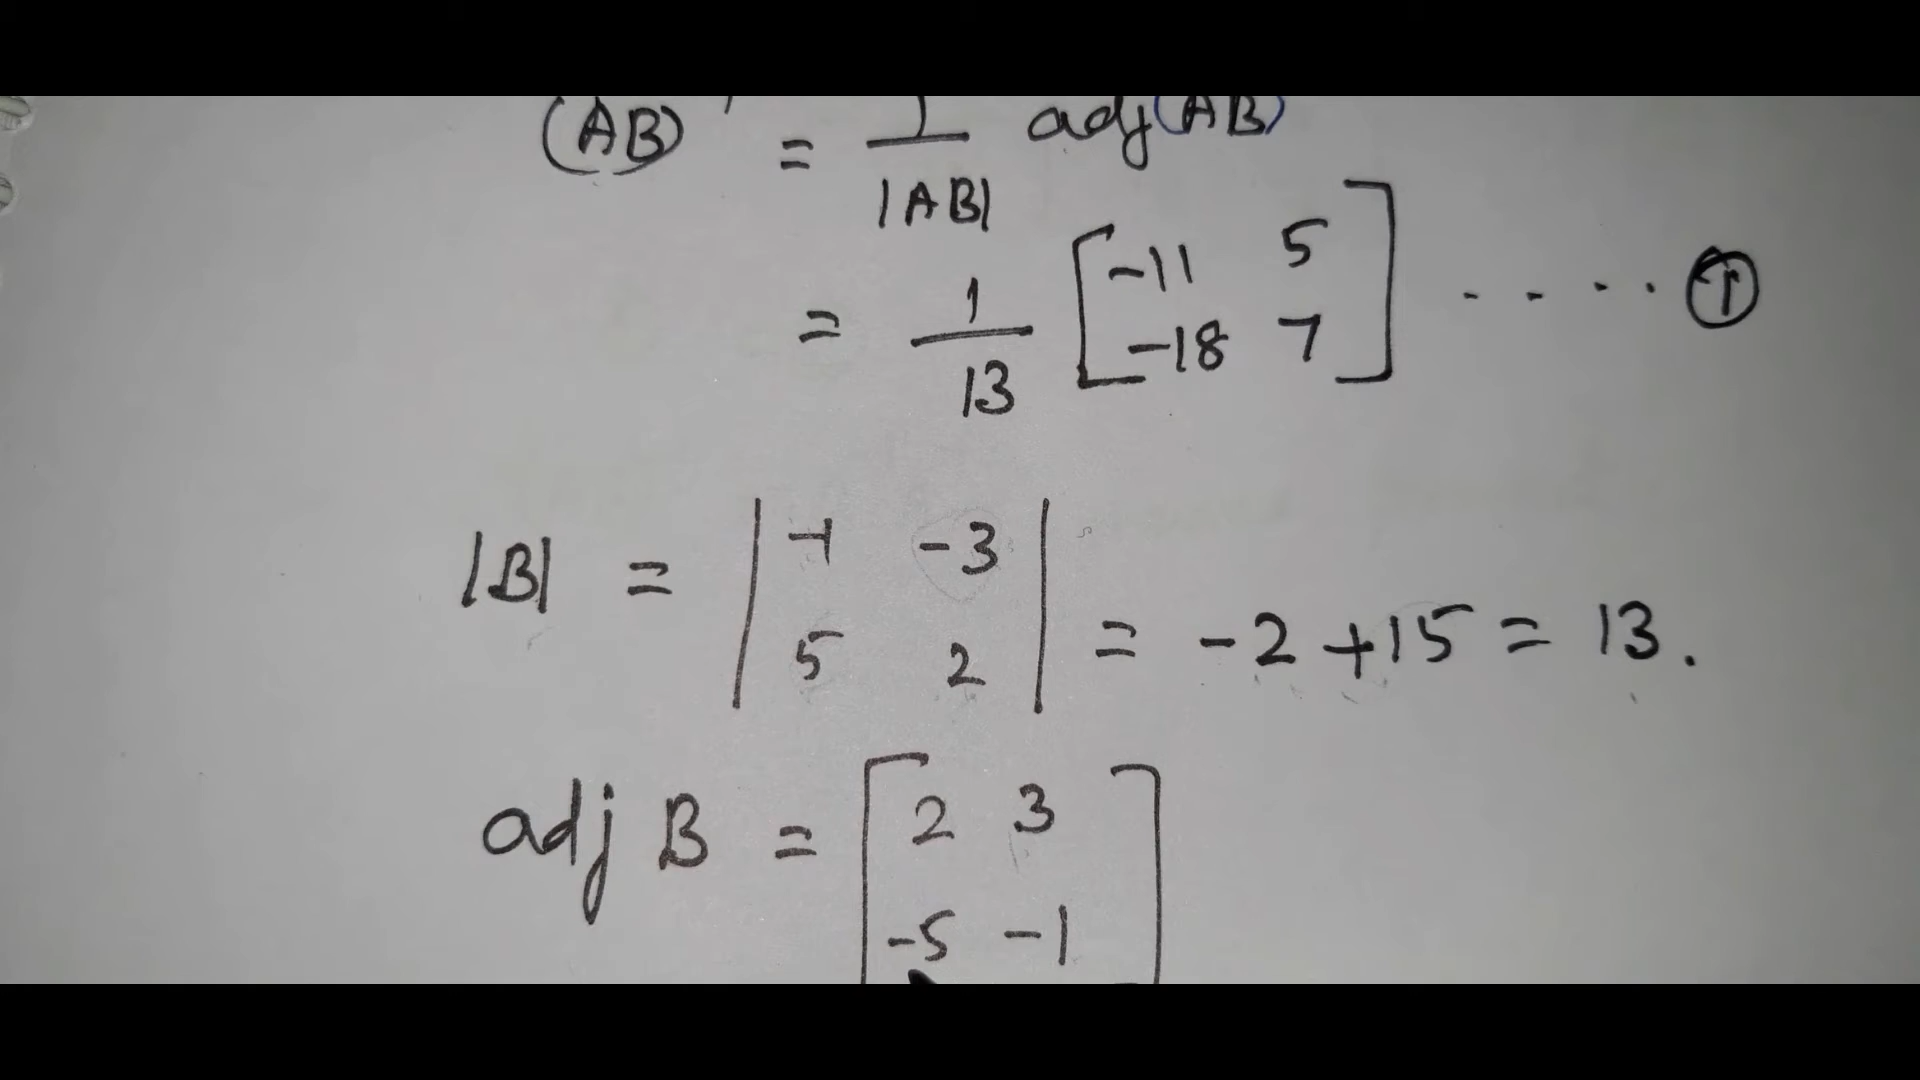 (AB)⁻¹ = 1/|AB| adj(AB)
= 1/13 [-11 5; -18 7] ..... ①
|B| = |-1 -3; 5 2| = -2 + 15 = 13.
adj B = [2 3; -5 -1]